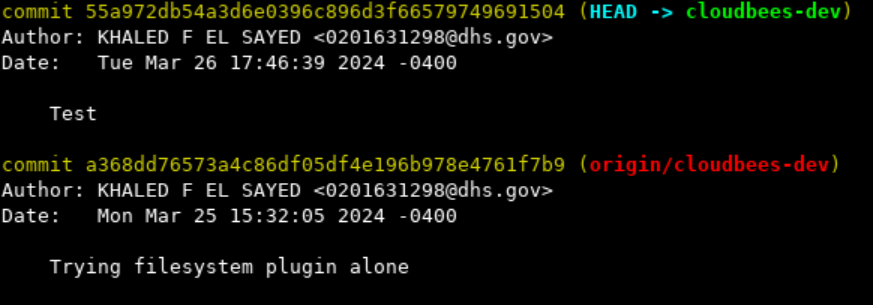 commit 55a972db54a3d6e0396c896d3f66579749691504 (HEAD -> cloudbees-dev)
Author: KHALED F EL SAYED <0201631298@dhs.gov>
Date:   Tue Mar 26 17:46:39 2024 -0400
Test
commit a368dd76573a4c86df05df4e196b978e4761f7b9 (origin/cloudbees-dev)
Author: KHALED F EL SAYED <0201631298@dhs.gov>
Date:   Mon Mar 25 15:32:05 2024 -0400
Trying filesystem plugin alone